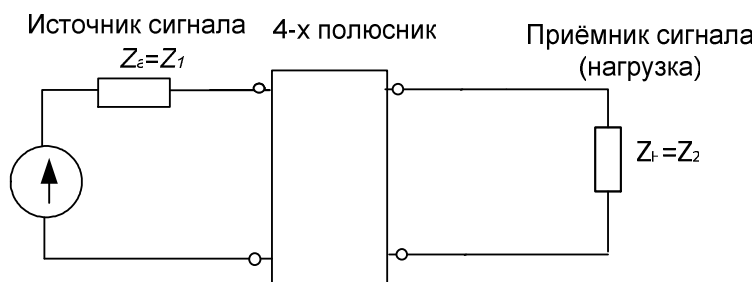 Источник сигнала
4-х полюсник
Приёмник сигнала
(нагрузка)
Zг=Z1
Zн=Z2